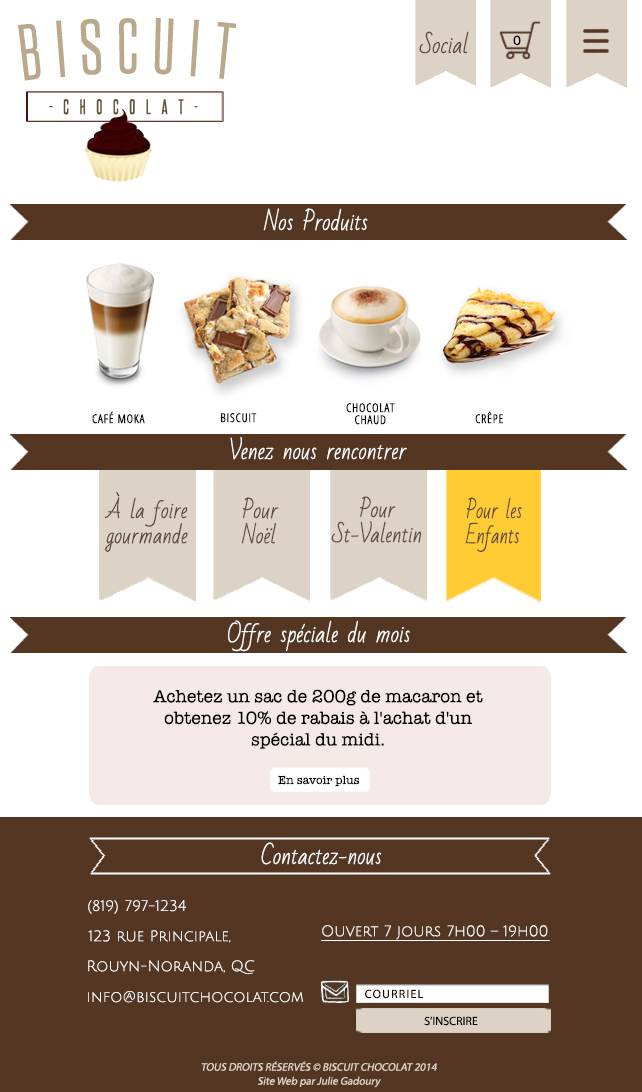 BISCUIT
Social
0
- CHOCOLAT -
Nos Produits
CAFÉ MOKA
BISCUIT
CHOCOLAT
CHAUD
CRÊPE
Venez nous rencontrer
À la foire
gourmande
Pour
Noël
Pour
St-Valentin
Pour les
Enfants
Offre spéciale du mois
Achetez un sac de 200g de macaron et
obtenez 10% de rabais à l'achat d'un
spécial du midi.
En savoir plus
Contactez-nous
(819) 797-1234
123 rue Principale,
Rouyn-Noranda, QC
info@biscuitchocolat.com
Ouvert 7 jours 7h00 – 19h00
COURRIEL
S'INSCRIRE
TOUS DROITS RÉSERVÉS © BISCUIT CHOCOLAT 2014
Site Web par Julie Gadoury